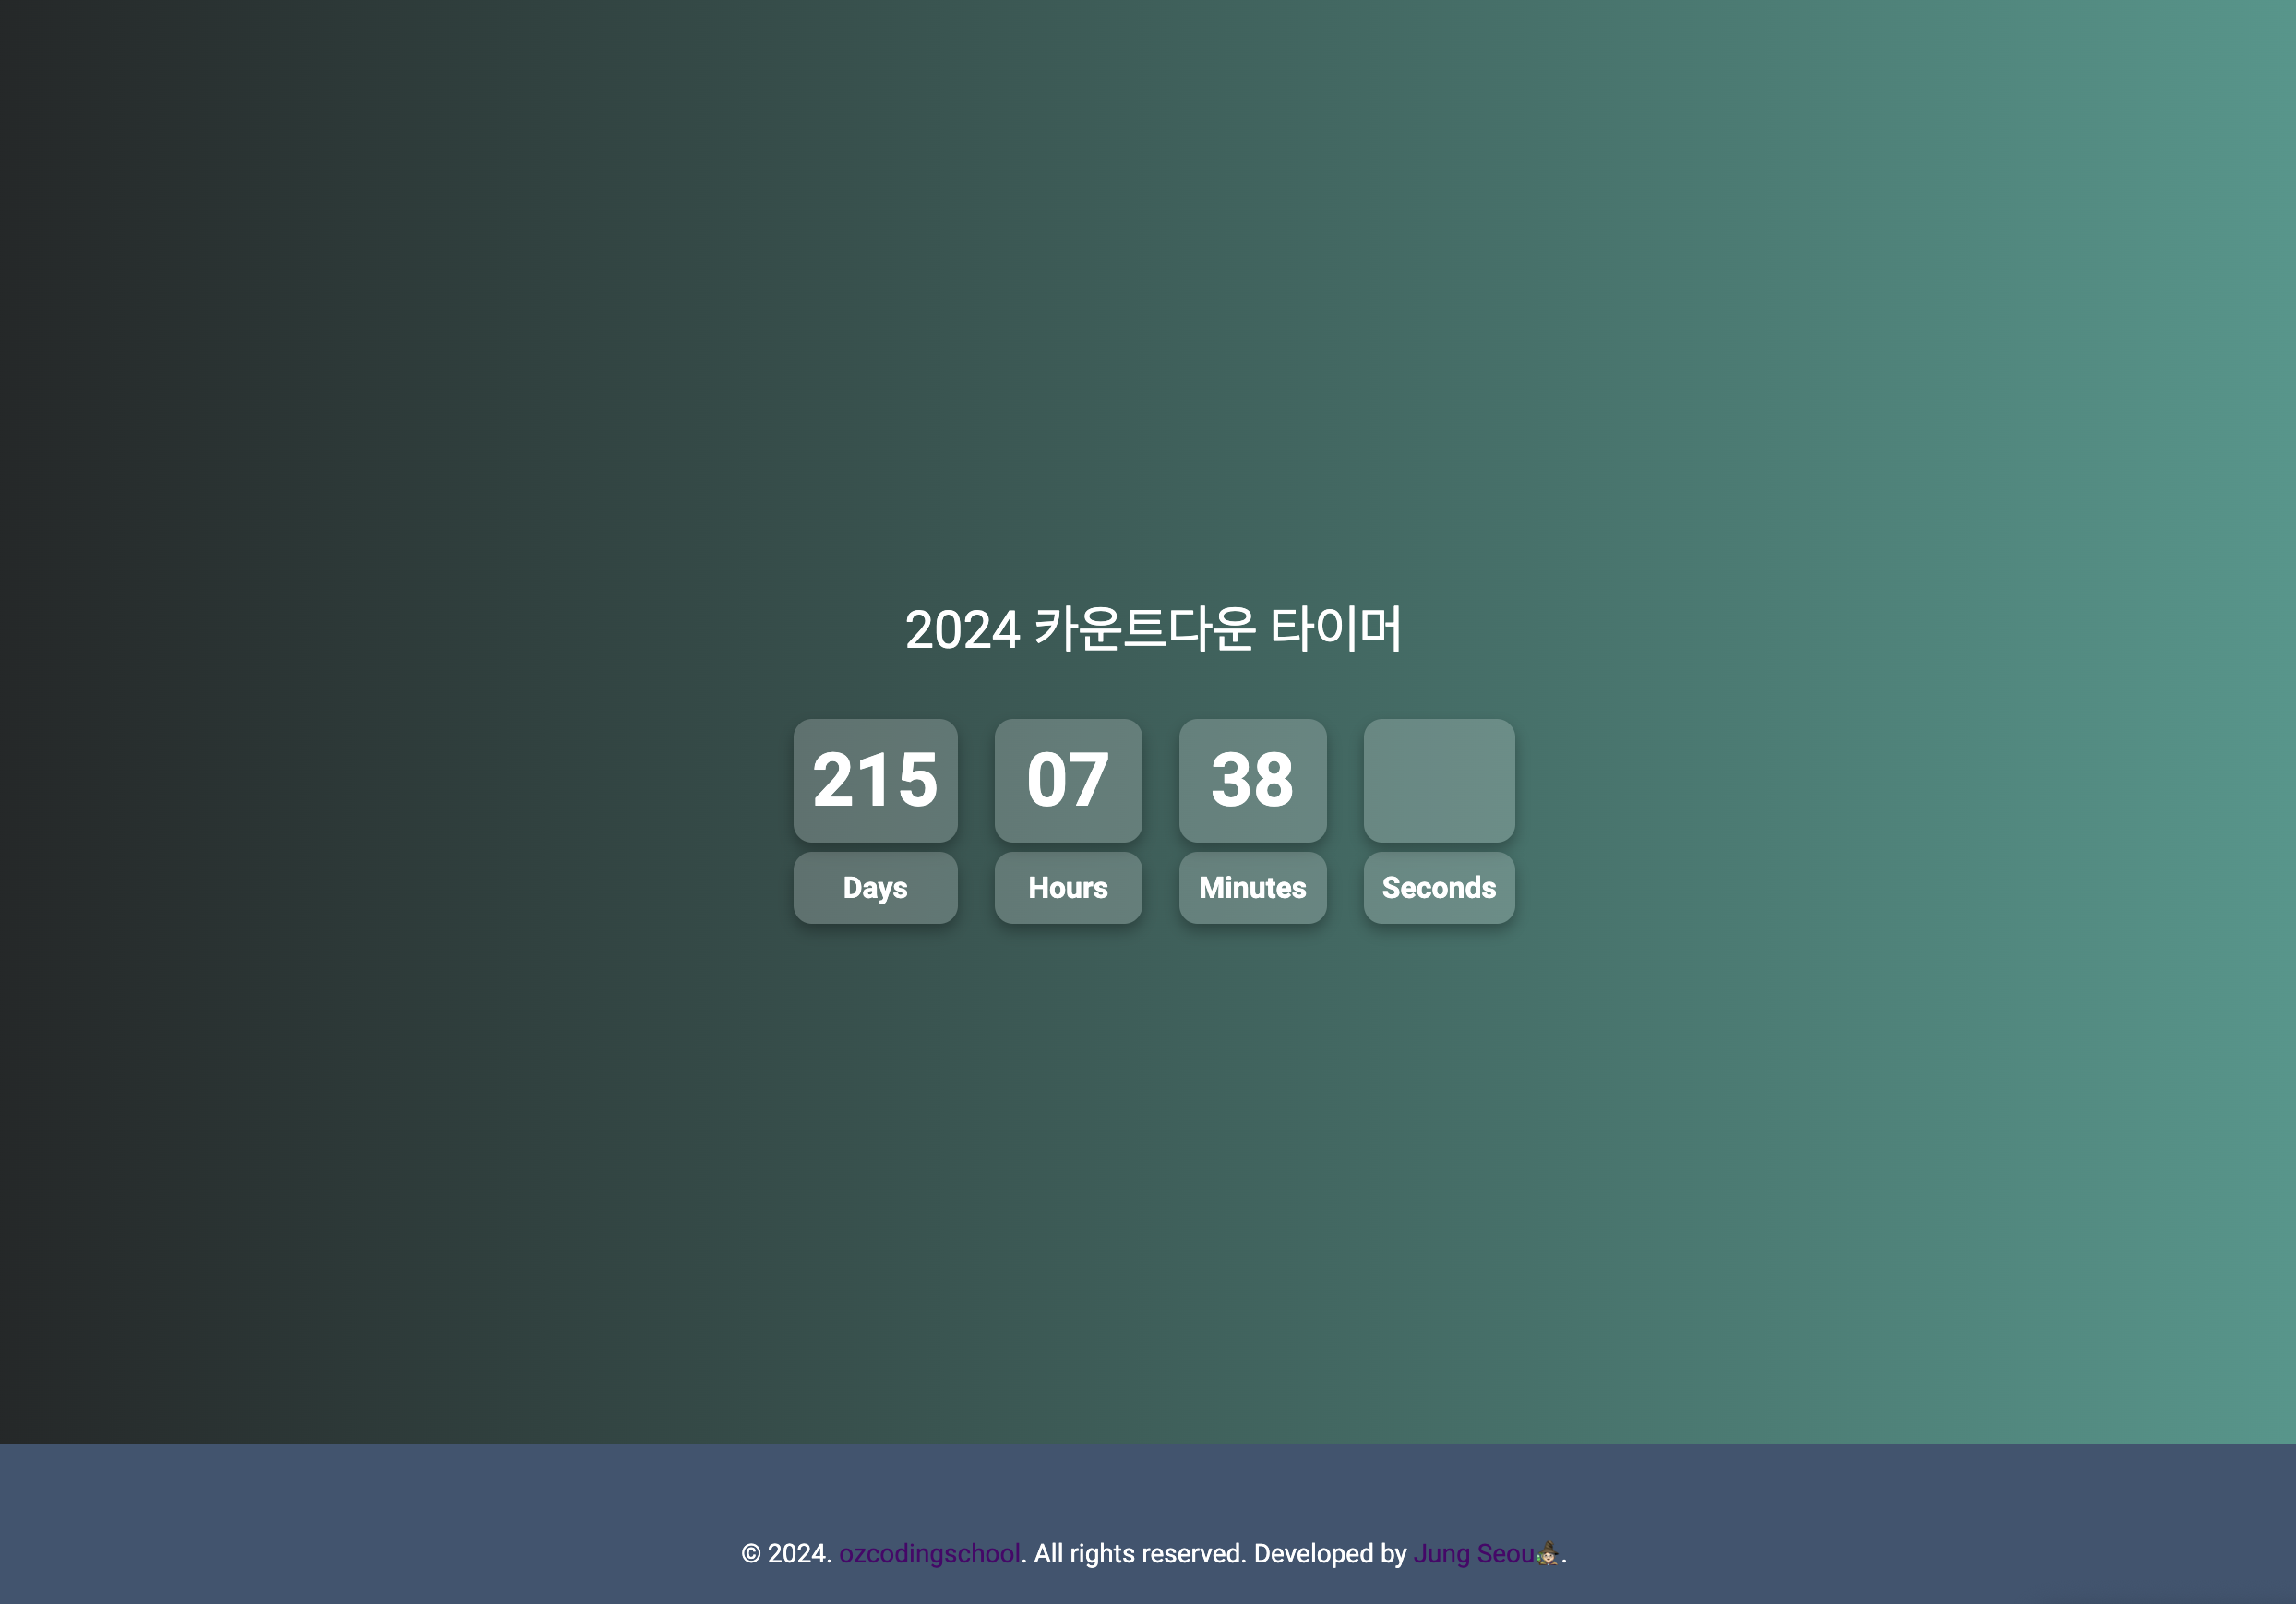 2024 카운트다운 타이머
215 07 38
Days Hours Minutes Seconds
© 2024. ozcodingschool. All rights reserved. Developed by Jung Seou🧙🏻‍♀️.